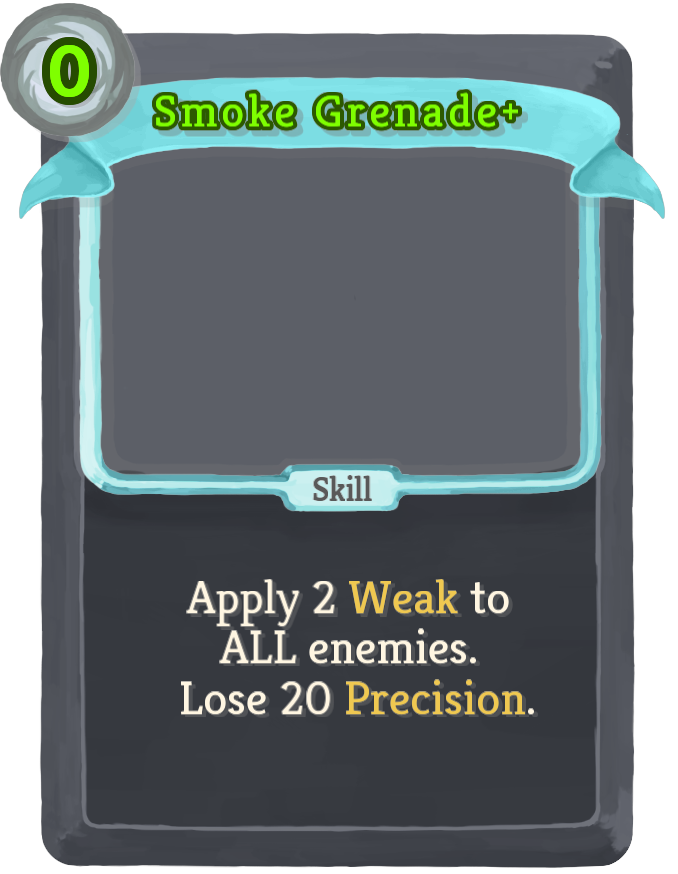 0
Smoke Grenade+
Skill
Apply 2 Weak to
ALL enemies.
Lose 20 Precision.